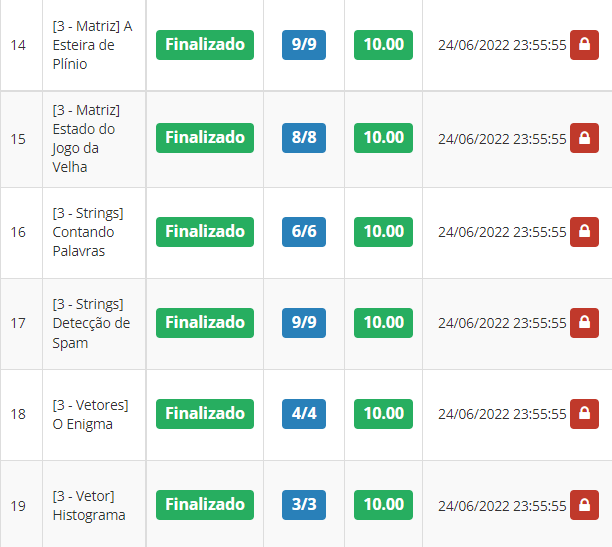 14 [3 - Matriz] A Esteira de Plínio Finalizado 9/9 10.00 24/06/2022 23:55:55
15 [3 - Matriz] Estado do Jogo da Velha Finalizado 8/8 10.00 24/06/2022 23:55:55
16 [3 - Strings] Contando Palavras Finalizado 6/6 10.00 24/06/2022 23:55:55
17 [3 - Strings] Detecção de Spam Finalizado 9/9 10.00 24/06/2022 23:55:55
18 [3 - Vetores] O Enigma Finalizado 4/4 10.00 24/06/2022 23:55:55
19 [3 - Vetor] Histograma Finalizado 3/3 10.00 24/06/2022 23:55:55